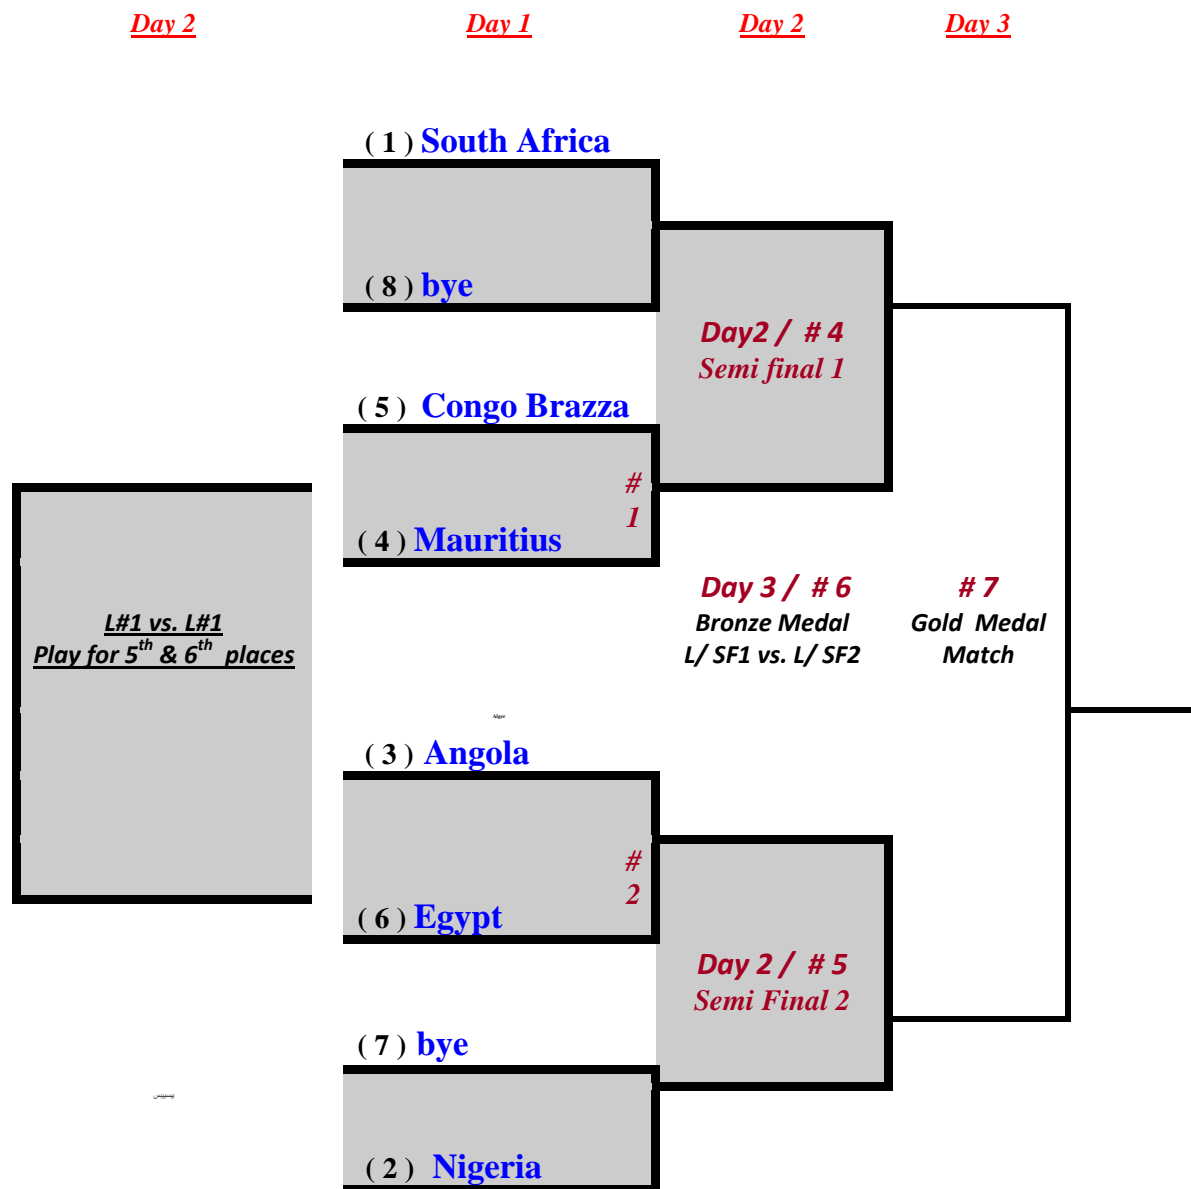 Day 2 Day 1 Day 2 Day 3
( 1 ) South Africa
( 8 ) bye
Day2 / # 4
Semi final 1
( 5 ) Congo Brazza
#
1
( 4 ) Mauritius
L#1 vs. L#1
Play for 5th & 6th places
Day 3 / # 6
Bronze Medal
L/ SF1 vs. L/ SF2
# 7
Gold Medal
Match
( 3 ) Angola
#
2
( 6 ) Egypt
Day 2 / # 5
Semi Final 2
( 7 ) bye
( 2 ) Nigeria